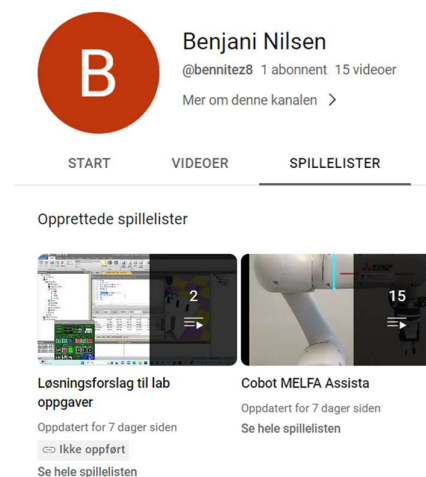 B
Benjani Nilsen
@bennitez8 1 abonnent 15 videoer
Mer om denne kanalen
START VIDEOER SPILLELISTER
Opprettede spillelister
2
15
Løsningsforslag til lab
oppgaver
Oppdatert for 7 dager siden
Ikke oppført
Se hele spillelisten
Cobot MELFA Assista
Oppdatert for 7 dager siden
Se hele spillelisten